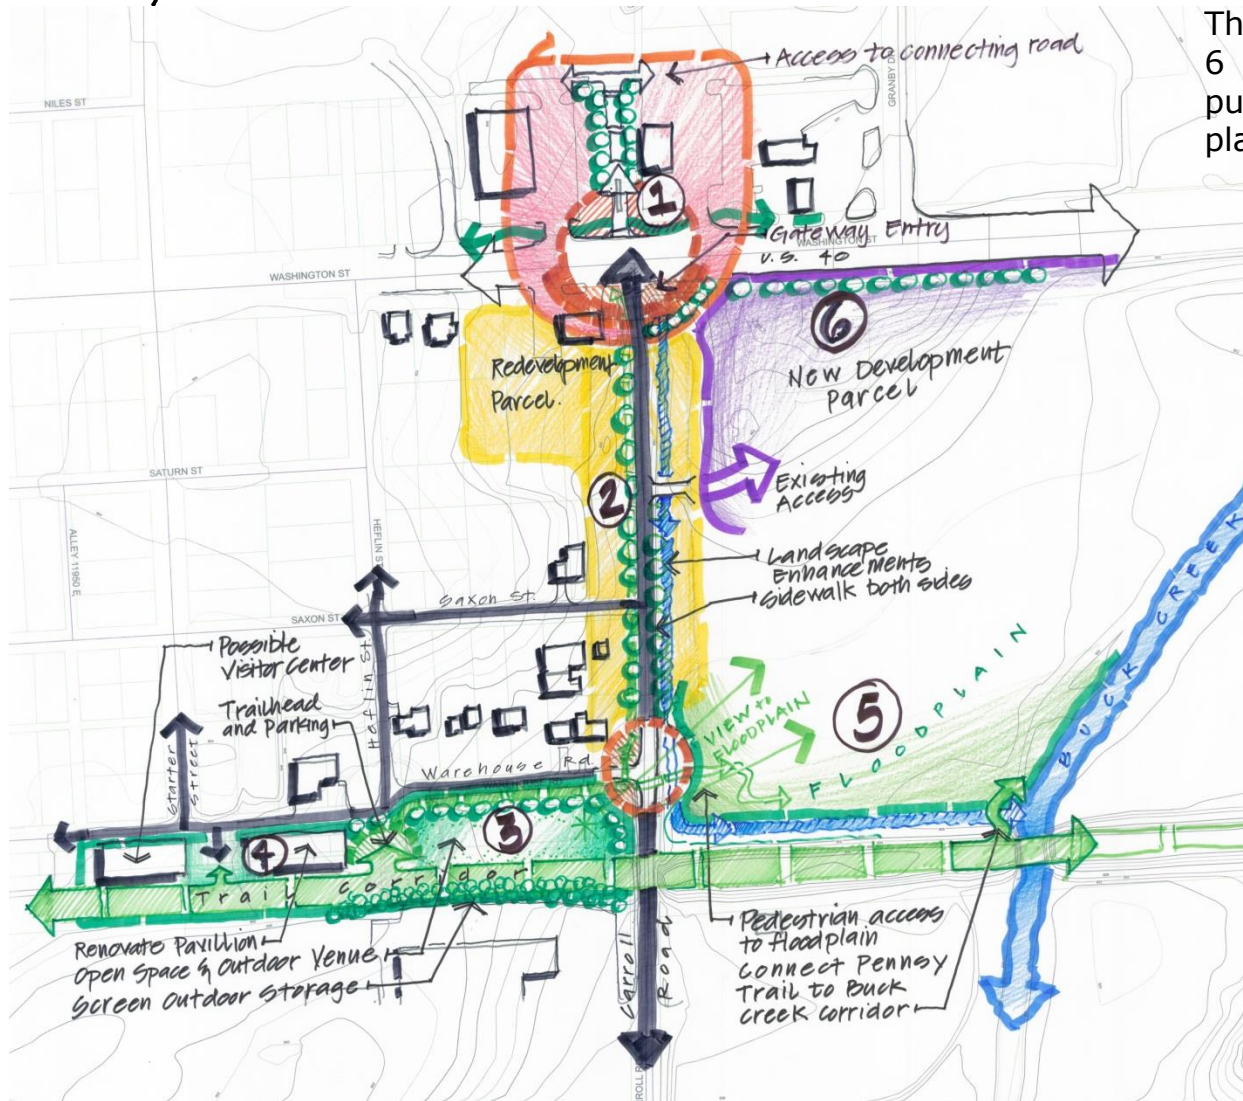 Th
6
pu
pla
Access to connecting road
NILES ST
GRANBY DR
1
Gateway Entry
WASHINGTON ST
U.S. 40
WASHINGTON ST
6
New Development
Parcel
Redevelopment
Parcel.
SATURN ST
2
Existing
Access
ALLEY 11950 E
HEFLIN ST
Landscape
Enhancements
Sidewalk both sides
BUCK CREEK
Saxon St.
SAXON ST
Possible
Visitor Center
Trailhead
and Parking
Heflin St.
VIEW to
FLOODPLAIN
5
FLOODPLAIN
Starter
Street
Warehouse Rd.
3
4
Trail Corridor
Renovate Pavillion
Open Space & Outdoor Venue
Screen Outdoor Storage
Carroll
Road
Pedestrian access
to floodplain
Connect Pennsy
Trail to Buck
Creek Corridor